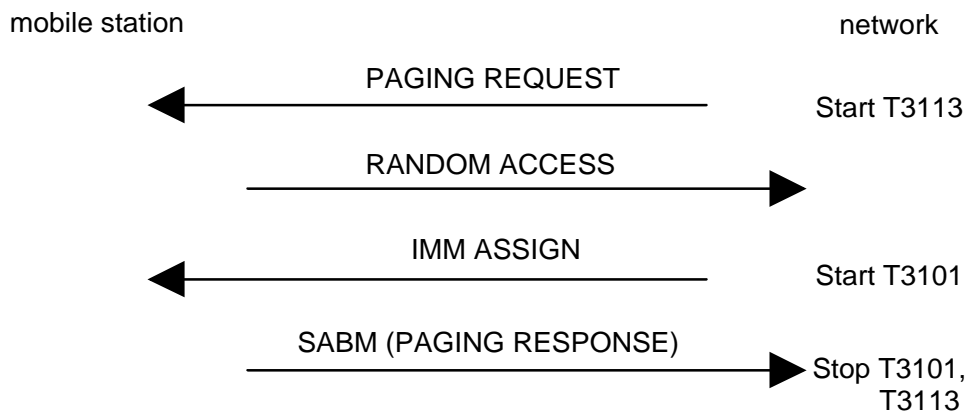 mobile station
network
PAGING REQUEST
Start T3113
RANDOM ACCESS
IMM ASSIGN
Start T3101
SABM (PAGING RESPONSE)
Stop T3101,
T3113